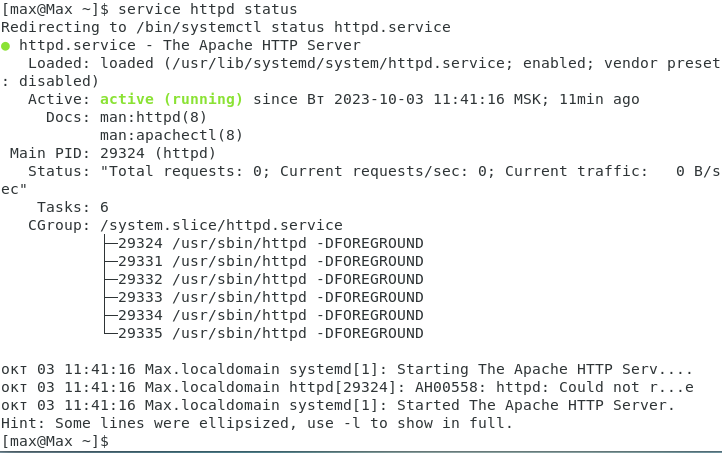 [max@Max ~]$ service httpd status
Redirecting to /bin/systemctl status httpd.service
● httpd.service - The Apache HTTP Server
   Loaded: loaded (/usr/lib/systemd/system/httpd.service; enabled; vendor preset
: disabled)
   Active: active (running) since Вт 2023-10-03 11:41:16 MSK; 11min ago
     Docs: man:httpd(8)
           man:apachectl(8)
 Main PID: 29324 (httpd)
   Status: "Total requests: 0; Current requests/sec: 0; Current traffic:   0 B/s
ec"
    Tasks: 6
   CGroup: /system.slice/httpd.service
           ├─29324 /usr/sbin/httpd -DFOREGROUND
           ├─29331 /usr/sbin/httpd -DFOREGROUND
           ├─29332 /usr/sbin/httpd -DFOREGROUND
           ├─29333 /usr/sbin/httpd -DFOREGROUND
           ├─29334 /usr/sbin/httpd -DFOREGROUND
           └─29335 /usr/sbin/httpd -DFOREGROUND

окт 03 11:41:16 Max.localdomain systemd[1]: Starting The Apache HTTP Serv....
окт 03 11:41:16 Max.localdomain httpd[29324]: AH00558: httpd: Could not r...e
окт 03 11:41:16 Max.localdomain systemd[1]: Started The Apache HTTP Server.
Hint: Some lines were ellipsized, use -l to show in full.
[max@Max ~]$